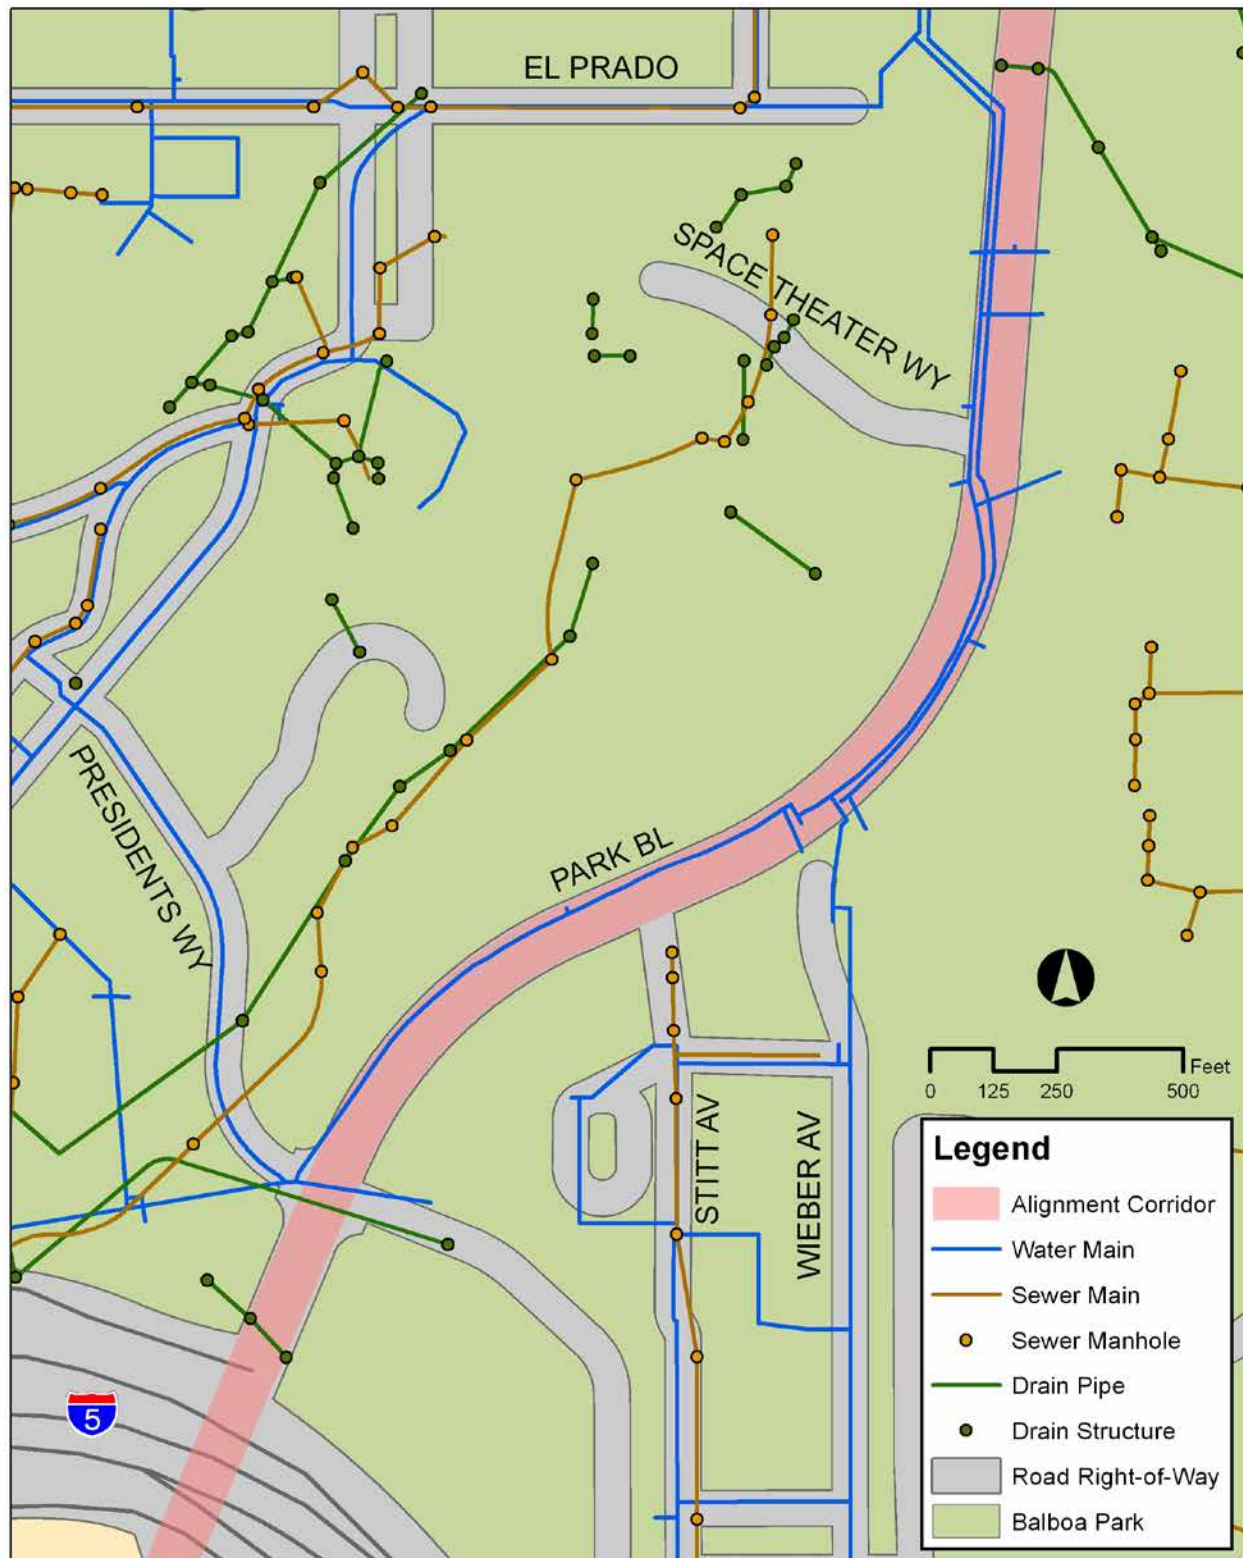 EL PRADO
SPACE THEATER WY
PRESIDENTS WY
PARK BL
STITT AV
WIEBER AV
5
Feet
0 125 250 500
Legend
Alignment Corridor
Water Main
Sewer Main
Sewer Manhole
Drain Pipe
Drain Structure
Road Right-of-Way
Balboa Park